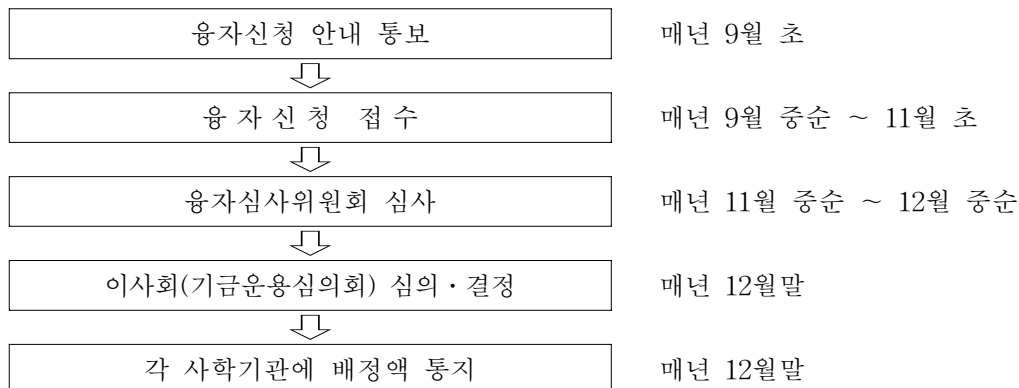 융자신청 안내 통보 매년 9월 초
융 자 신 청 접 수 매년 9월 중순 ~ 11월 초
융자심사위원회 심사 매년 11월 중순 ~ 12월 중순
이사회(기금운용심의회) 심의·결정 매년 12월말
각 사학기관에 배정액 통지 매년 12월말